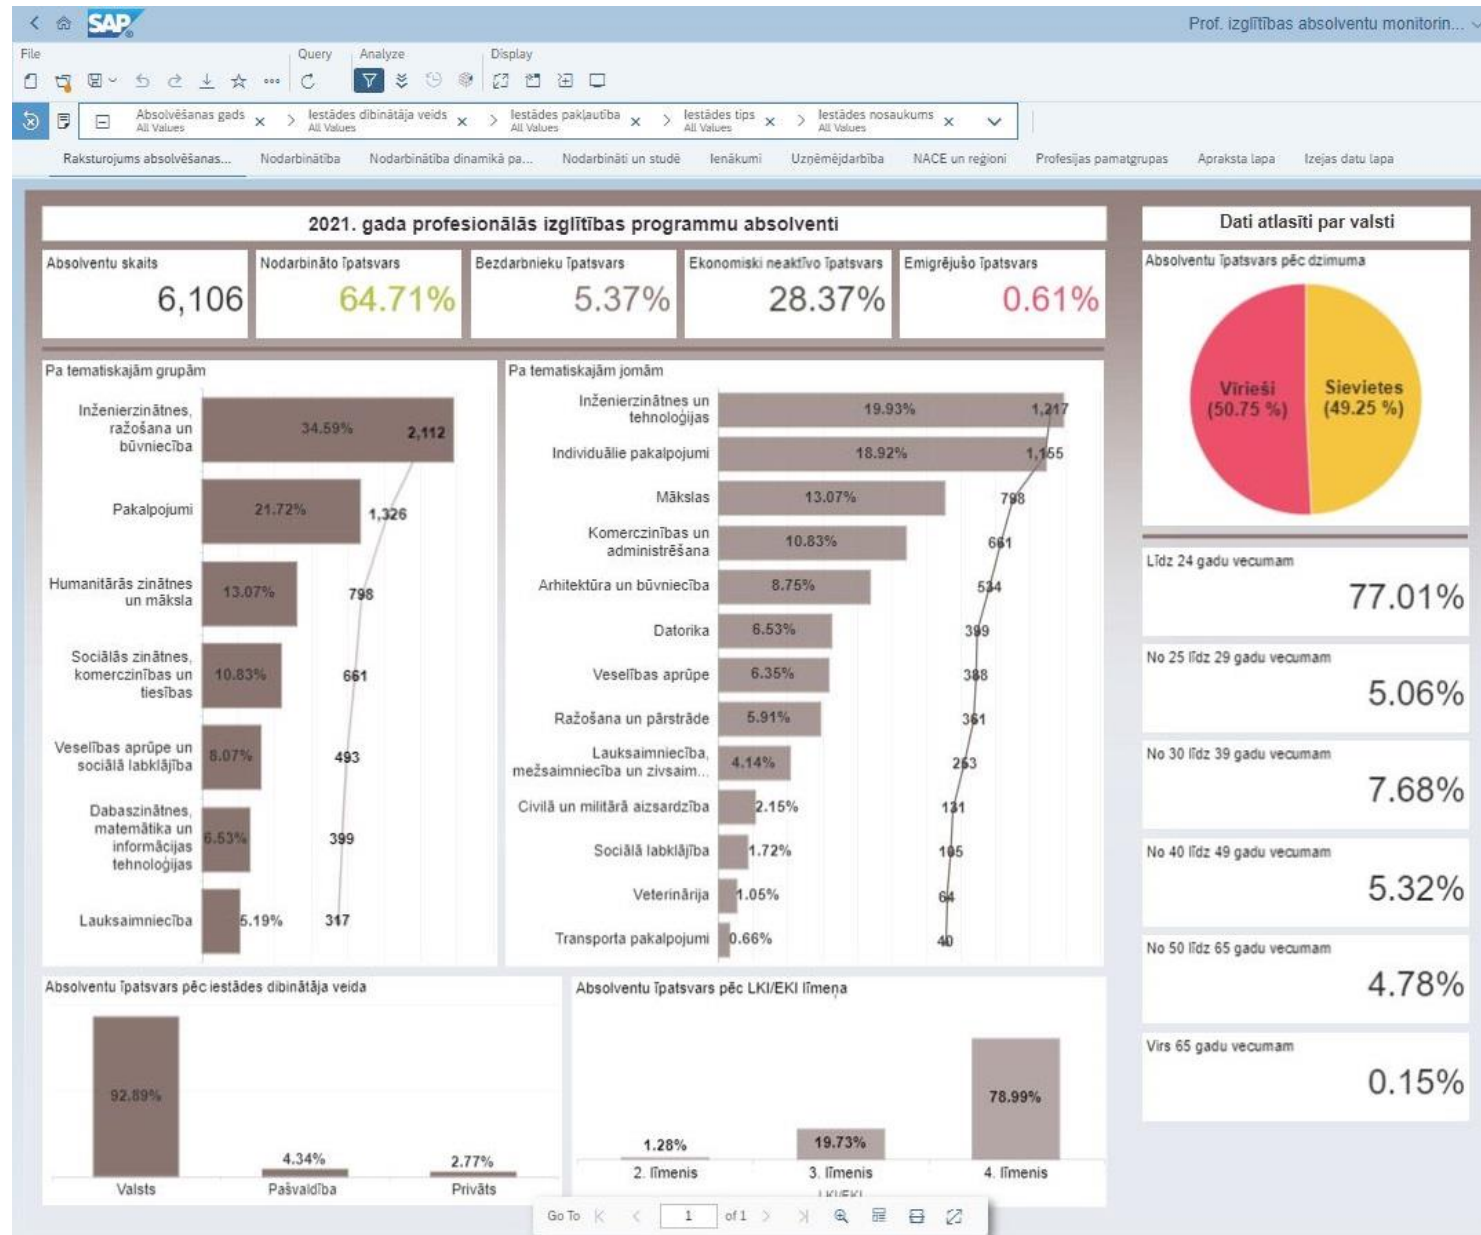 SAP
Prof. izglītības absolventu monitorin...
File
Query
Analyze
Display
Absolvēšanas gads
All Values
Iestādes dibinātāja veids
All Values
Iestādes pakļautība
All Values
Iestādes tips
All Values
Iestādes nosaukums
All Values
Raksturojums absolvēšanas...
Nodarbinātība
Nodarbinātība dinamikā pa...
Nodarbināti un studē
Ienākumi
Uzņēmējdarbība
NACE un reģioni
Profesijas pamatgrupas
Apraksta lapa
Izejas datu lapa
2021. gada profesionālās izglītības programmu absolventi
Absolventu skaits
6,106
Nodarbināto īpatsvars
64.71%
Bezdarbnieku īpatsvars
5.37%
Ekonomiski neaktīvo īpatsvars
28.37%
Emigrējušo īpatsvars
0.61%
Pa tematiskajām grupām
Inženierzinātnes,
ražošana un
būvniecība
34.59%
2,112
Pakalpojumi
21.72%
1,326
Humanitārās zinātnes
un māksla
13.07%
798
Sociālās zinātnes,
komerczinības un
tiesības
10.83%
661
Veselības aprūpe un
sociālā labklājība
8.07%
493
Dabaszinātnes,
matemātika un
informācijas
tehnoloģijas
6.53%
399
Lauksaimniecība
5.19%
317
Pa tematiskajām jomām
Inženierzinātnes un
tehnoloģijas
19.93%
1,217
Individuālie pakalpojumi
18.92%
1,155
Mākslas
13.07%
798
Komerczinības un
administrēšana
10.83%
661
Arhitektūra un būvniecība
8.75%
534
Datorika
6.53%
399
Veselības aprūpe
6.35%
388
Ražošana un pārstrāde
5.91%
361
Lauksaimniecība,
mežsaimniecība un zivsaim...
4.14%
253
Civilā un militārā aizsardzība
2.15%
131
Sociālā labklājība
1.72%
105
Veterinārija
1.05%
64
Transporta pakalpojumi
0.66%
40
Absolventu īpatsvars pēc iestādes dibinātāja veida
92.89%
4.34%
2.77%
Valsts
Pašvaldība
Privāts
Absolventu īpatsvars pēc LKI/EKI līmeņa
1.28%
19.73%
78.99%
2. līmenis
3. līmenis
4. līmenis
LKI/EKI
Dati atlasīti par valsti
Absolventu īpatsvars pēc dzimuma
Vīrieši
(50.75 %)
Sievietes
(49.25 %)
Līdz 24 gadu vecumam
77.01%
No 25 līdz 29 gadu vecumam
5.06%
No 30 līdz 39 gadu vecumam
7.68%
No 40 līdz 49 gadu vecumam
5.32%
No 50 līdz 65 gadu vecumam
4.78%
Virs 65 gadu vecumam
0.15%
Go To
1
of 1